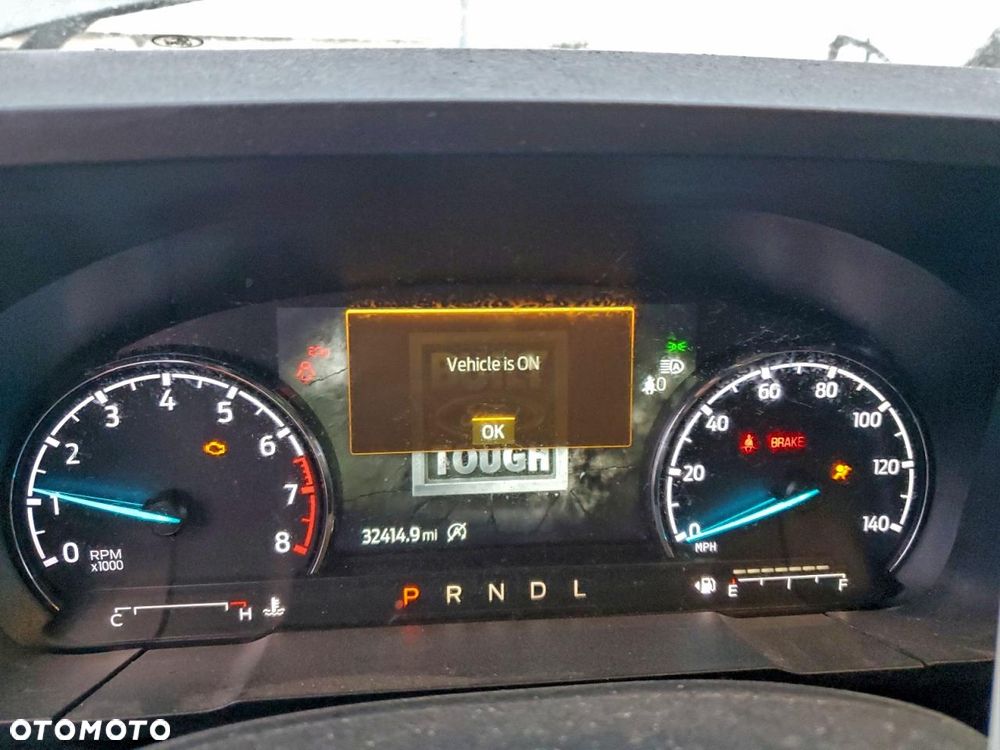 Vehicle is ON
OK
TOUGH
32414.9 mi
0 1 2 3 4 5 6 7 8
RPM
x1000
0 20 40 60 80 100 120 140
MPH
BRAKE
A
0
P R N D L
C H
E F
OTOMOTO